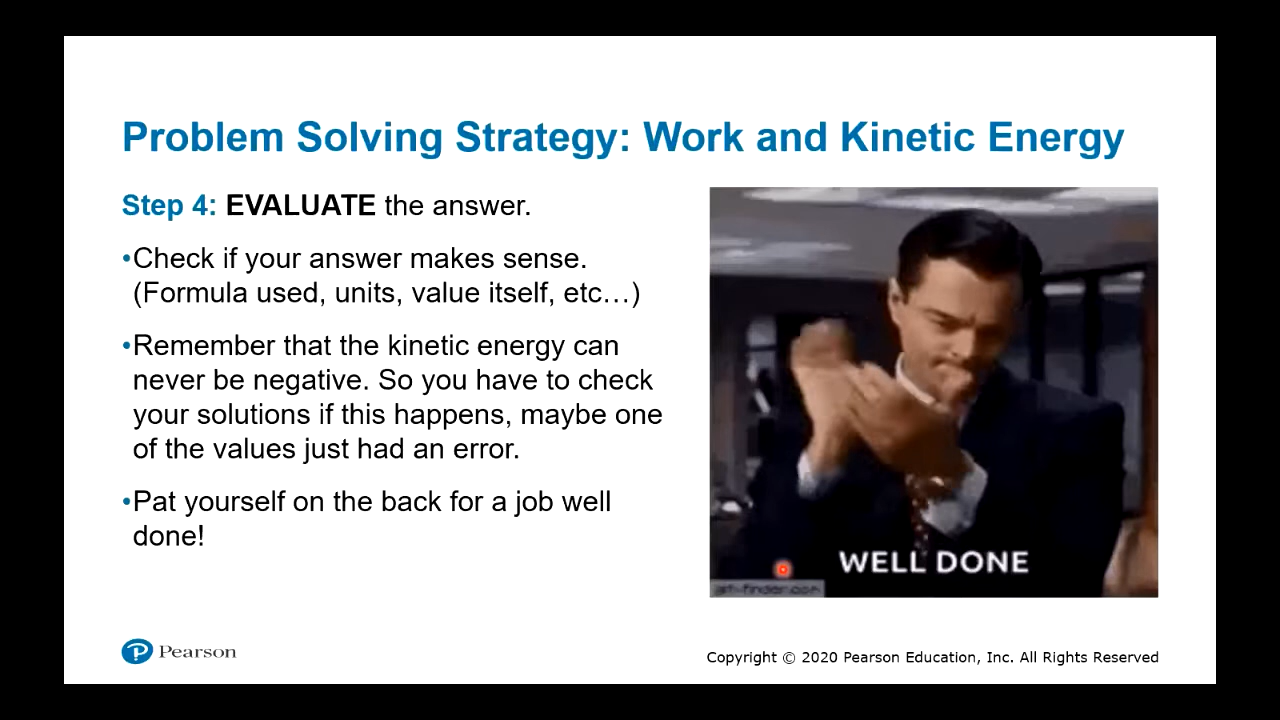 Problem Solving Strategy: Work and Kinetic Energy
Step 4: EVALUATE the answer.
•Check if your answer makes sense.
(Formula used, units, value itself, etc…)
•Remember that the kinetic energy can
never be negative. So you have to check
your solutions if this happens, maybe one
of the values just had an error.
•Pat yourself on the back for a job well
done!
WELL DONE
Pearson
Copyright © 2020 Pearson Education, Inc. All Rights Reserved